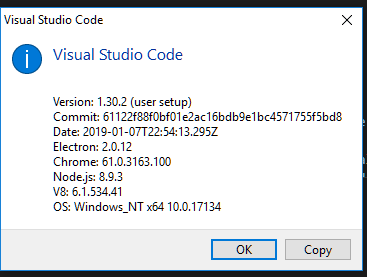 Visual Studio Code
Visual Studio Code
Version: 1.30.2 (user setup)
Commit: 61122f88f0bf01e2ac16bdb9e1bc4571755f5bd8
Date: 2019-01-07T22:54:13.295Z
Electron: 2.0.12
Chrome: 61.0.3163.100
Node.js: 8.9.3
V8: 6.1.534.41
OS: Windows_NT x64 10.0.17134
OK
Copy